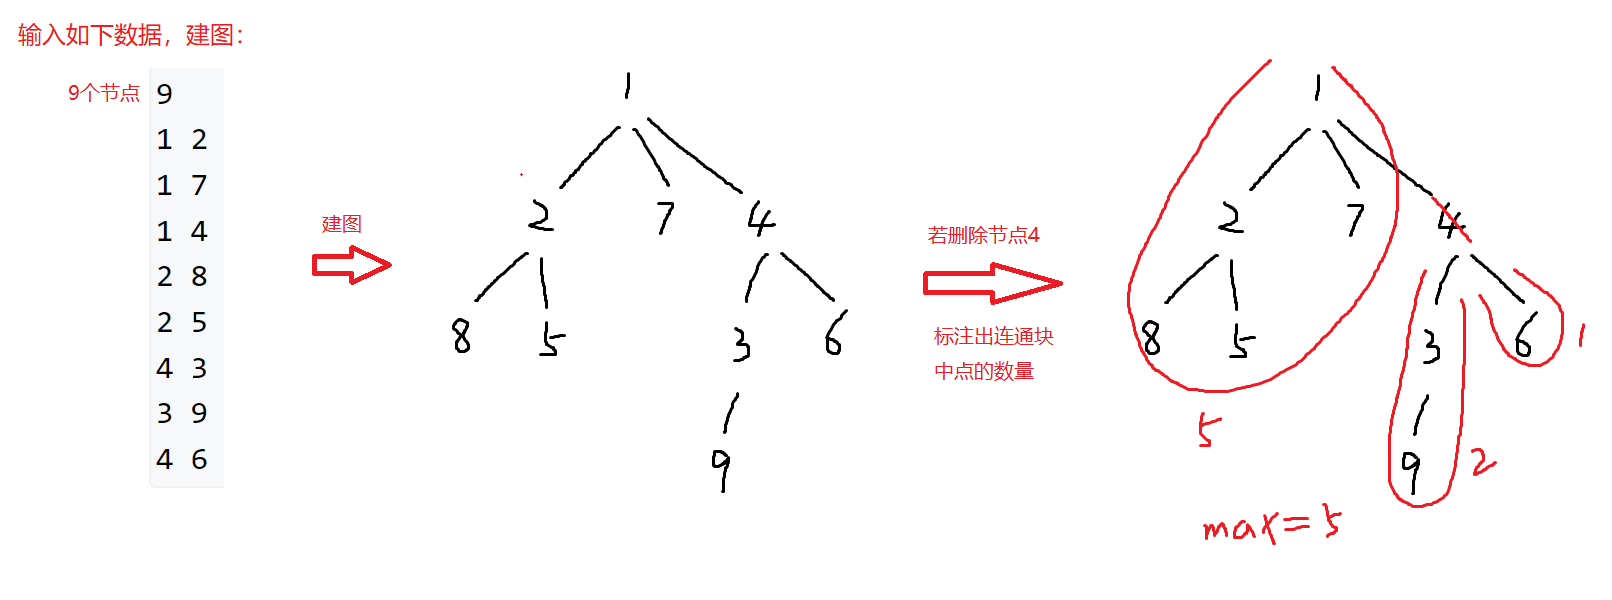 输入如下数据，建图：
9个节点 9
1 2
1 7
1 4
2 8
2 5
4 3
3 9
4 6
建图
1
2 7 4
8 5 3 6
9
若删除节点4
标注出连通块
中点的数量
1
2 7 4
8 5 3 6 1
9
5
2
max=5